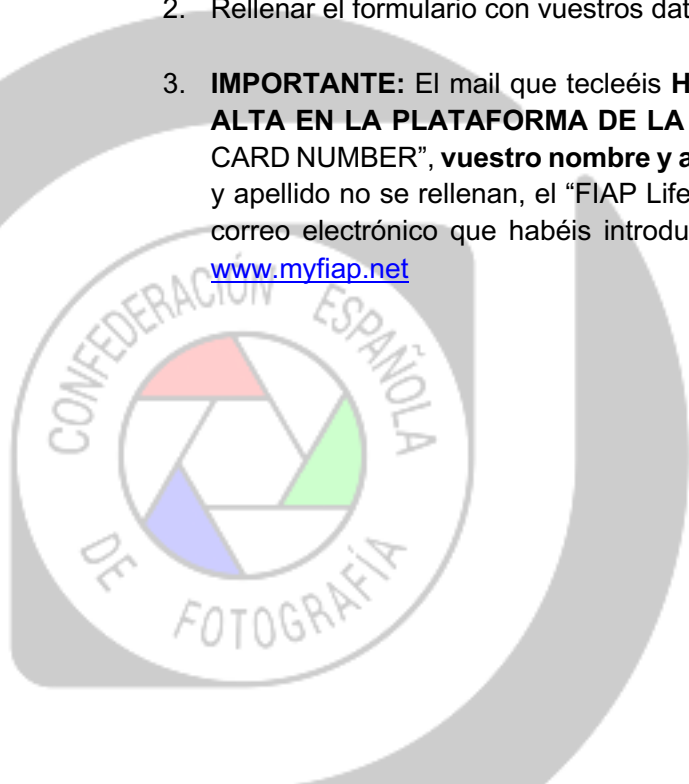 2. Rellenar el formulario con vuestros dat
3. IMPORTANTE: El mail que tecleéis H
ALTA EN LA PLATAFORMA DE LA
CARD NUMBER”, vuestro nombre y a
y apellido no se rellenan, el “FIAP Life
correo electrónico que habéis introdu
www.myfiap.net
CONFEDERACIÓN ESPAÑOLA
DE FOTOGRAFÍA